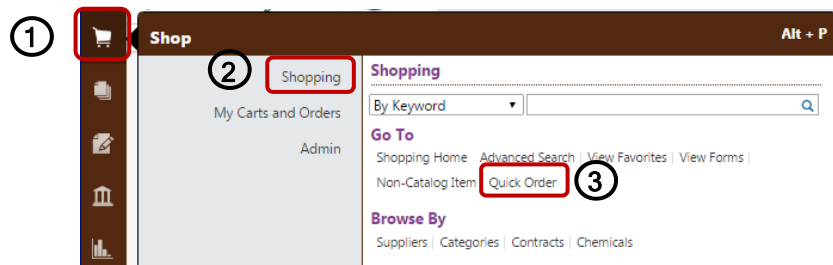 1
Shop
Alt + P
2
Shopping
My Carts and Orders
Admin
Shopping
By Keyword
Go To
Shopping Home | Advanced Search | View Favorites | View Forms |
Non-Catalog Item | Quick Order
3
Browse By
Suppliers | Categories | Contracts | Chemicals